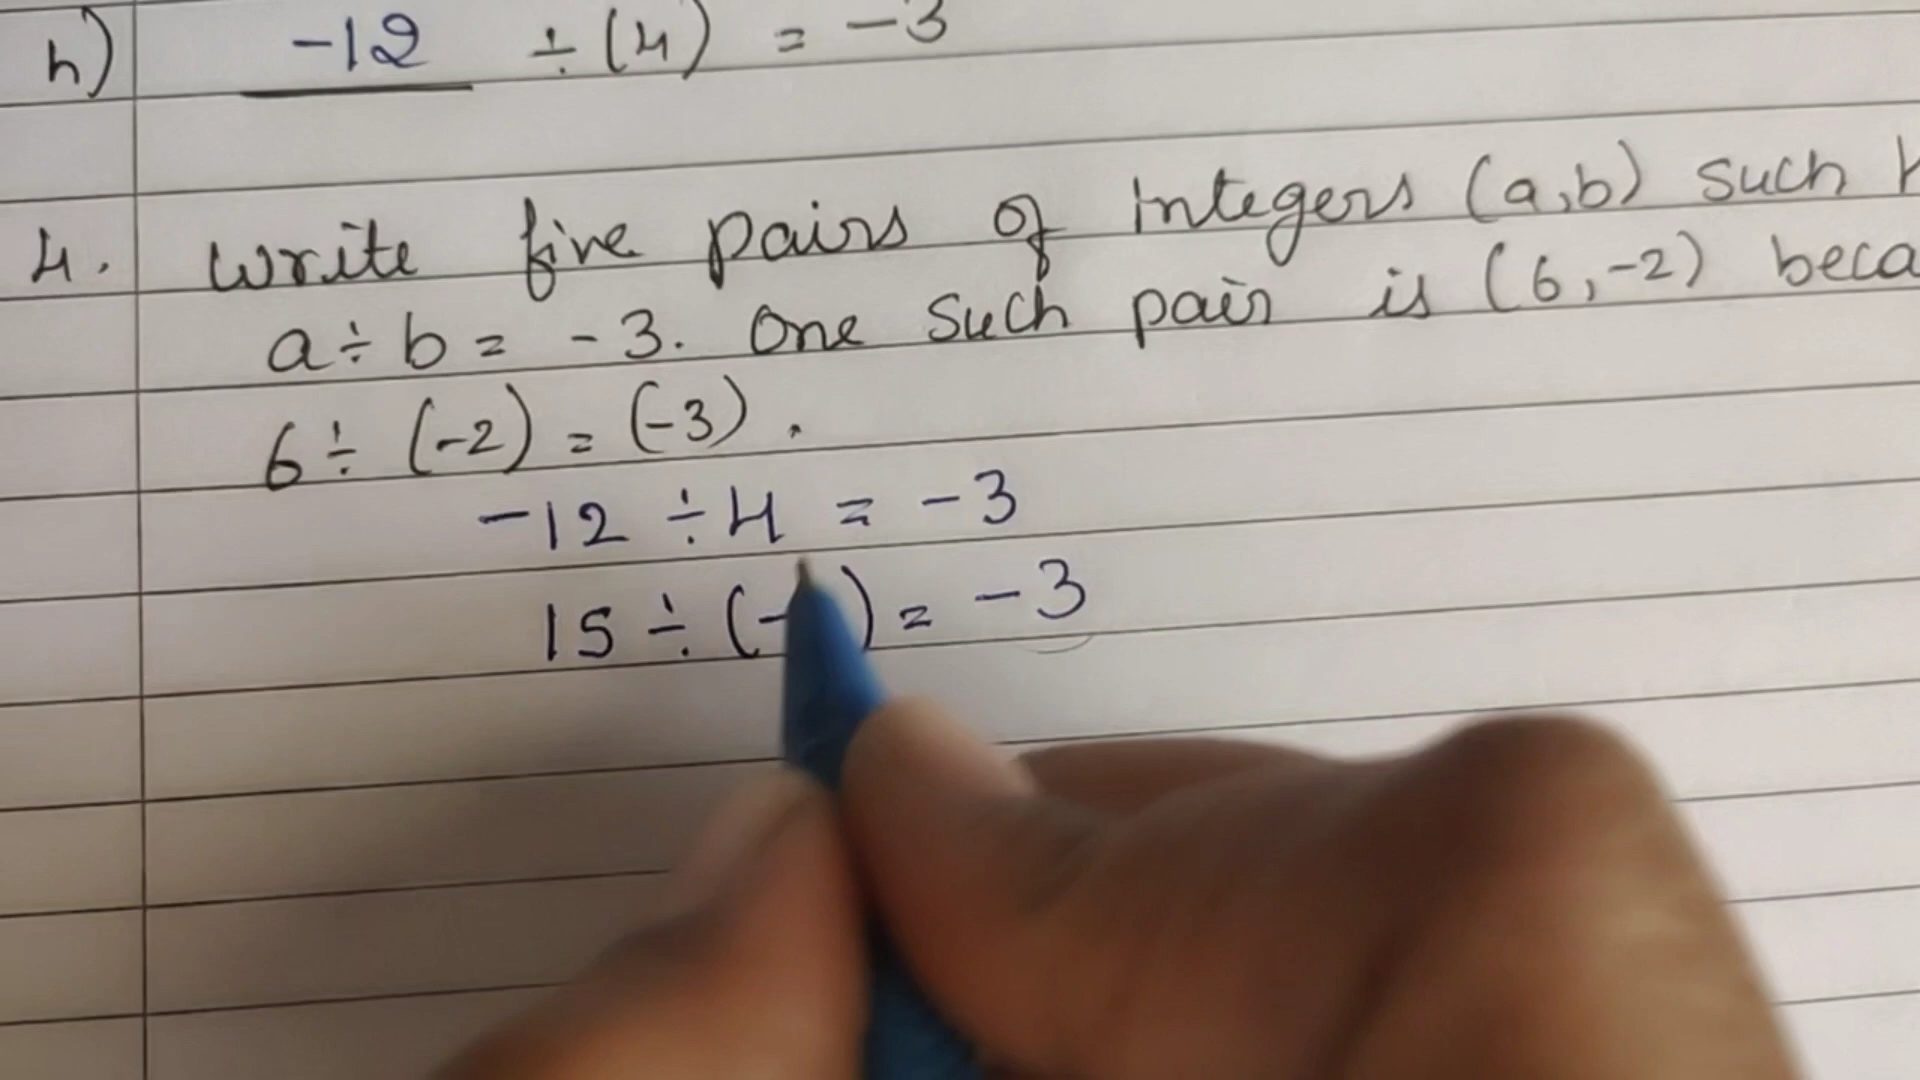 h) -12 ÷ (4) = -3
4. Write five pairs of integers (a,b) such
a ÷ b = -3. One such pair is (6,-2) beca
6 ÷ (-2) = (-3).
-12 ÷ 4 = -3
15 ÷ (- ) = -3